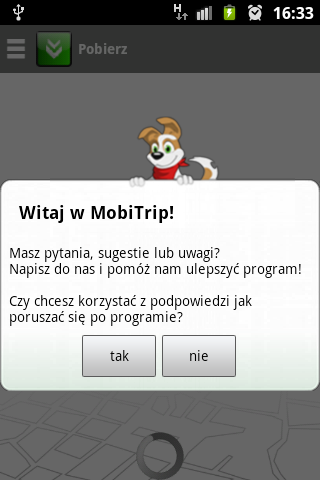 H
16:33
Pobierz
Witaj w MobiTrip!
Masz pytania, sugestie lub uwagi?
Napisz do nas i pomóż nam ulepszyć program!
Czy chcesz korzystać z podpowiedzi jak
poruszać się po programie?
tak
nie